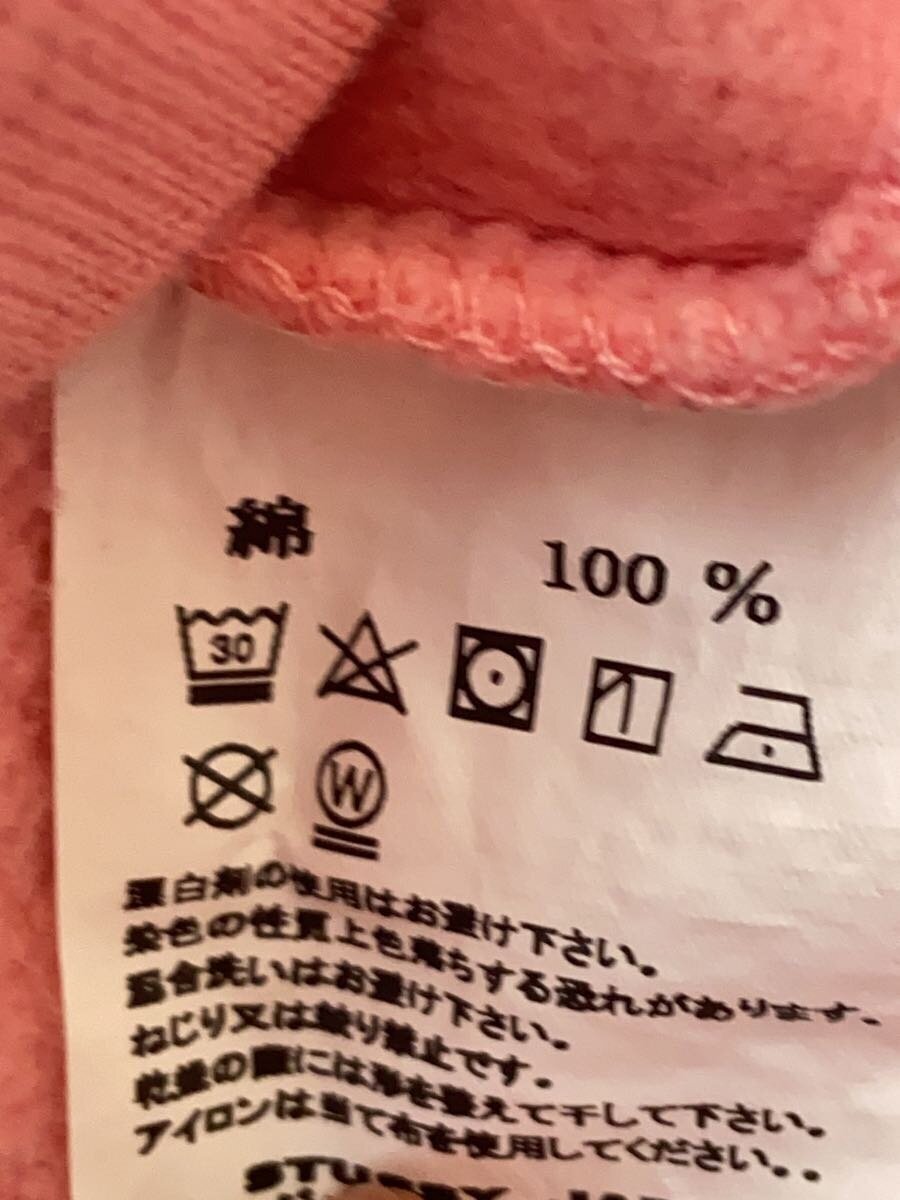 綿 100 %
30
W
漂白剤の使用はお避け下さい。
染色の性質上色落ちする恐れがあります。
混合洗いはお避け下さい。
ねじり又は絞り禁止です。
乾燥の際には形を整えて干して下さい。
アイロンは当て布を使用してください。。